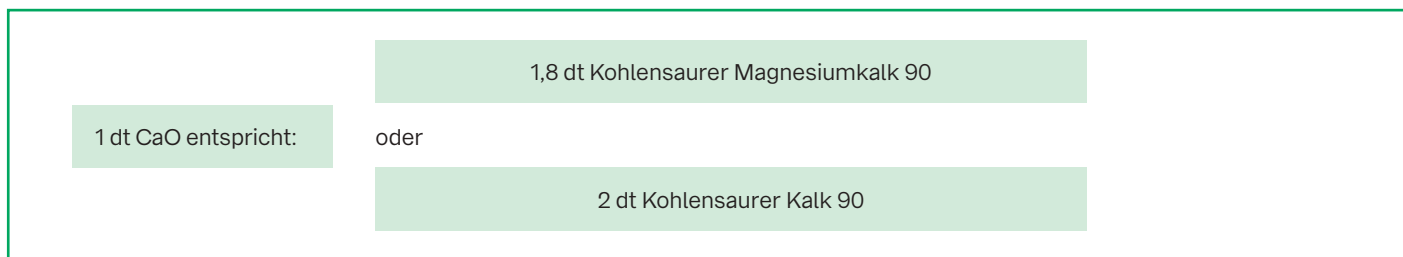 1,8 dt Kohlensaurer Magnesiumkalk 90
1 dt CaO entspricht:
oder
2 dt Kohlensaurer Kalk 90